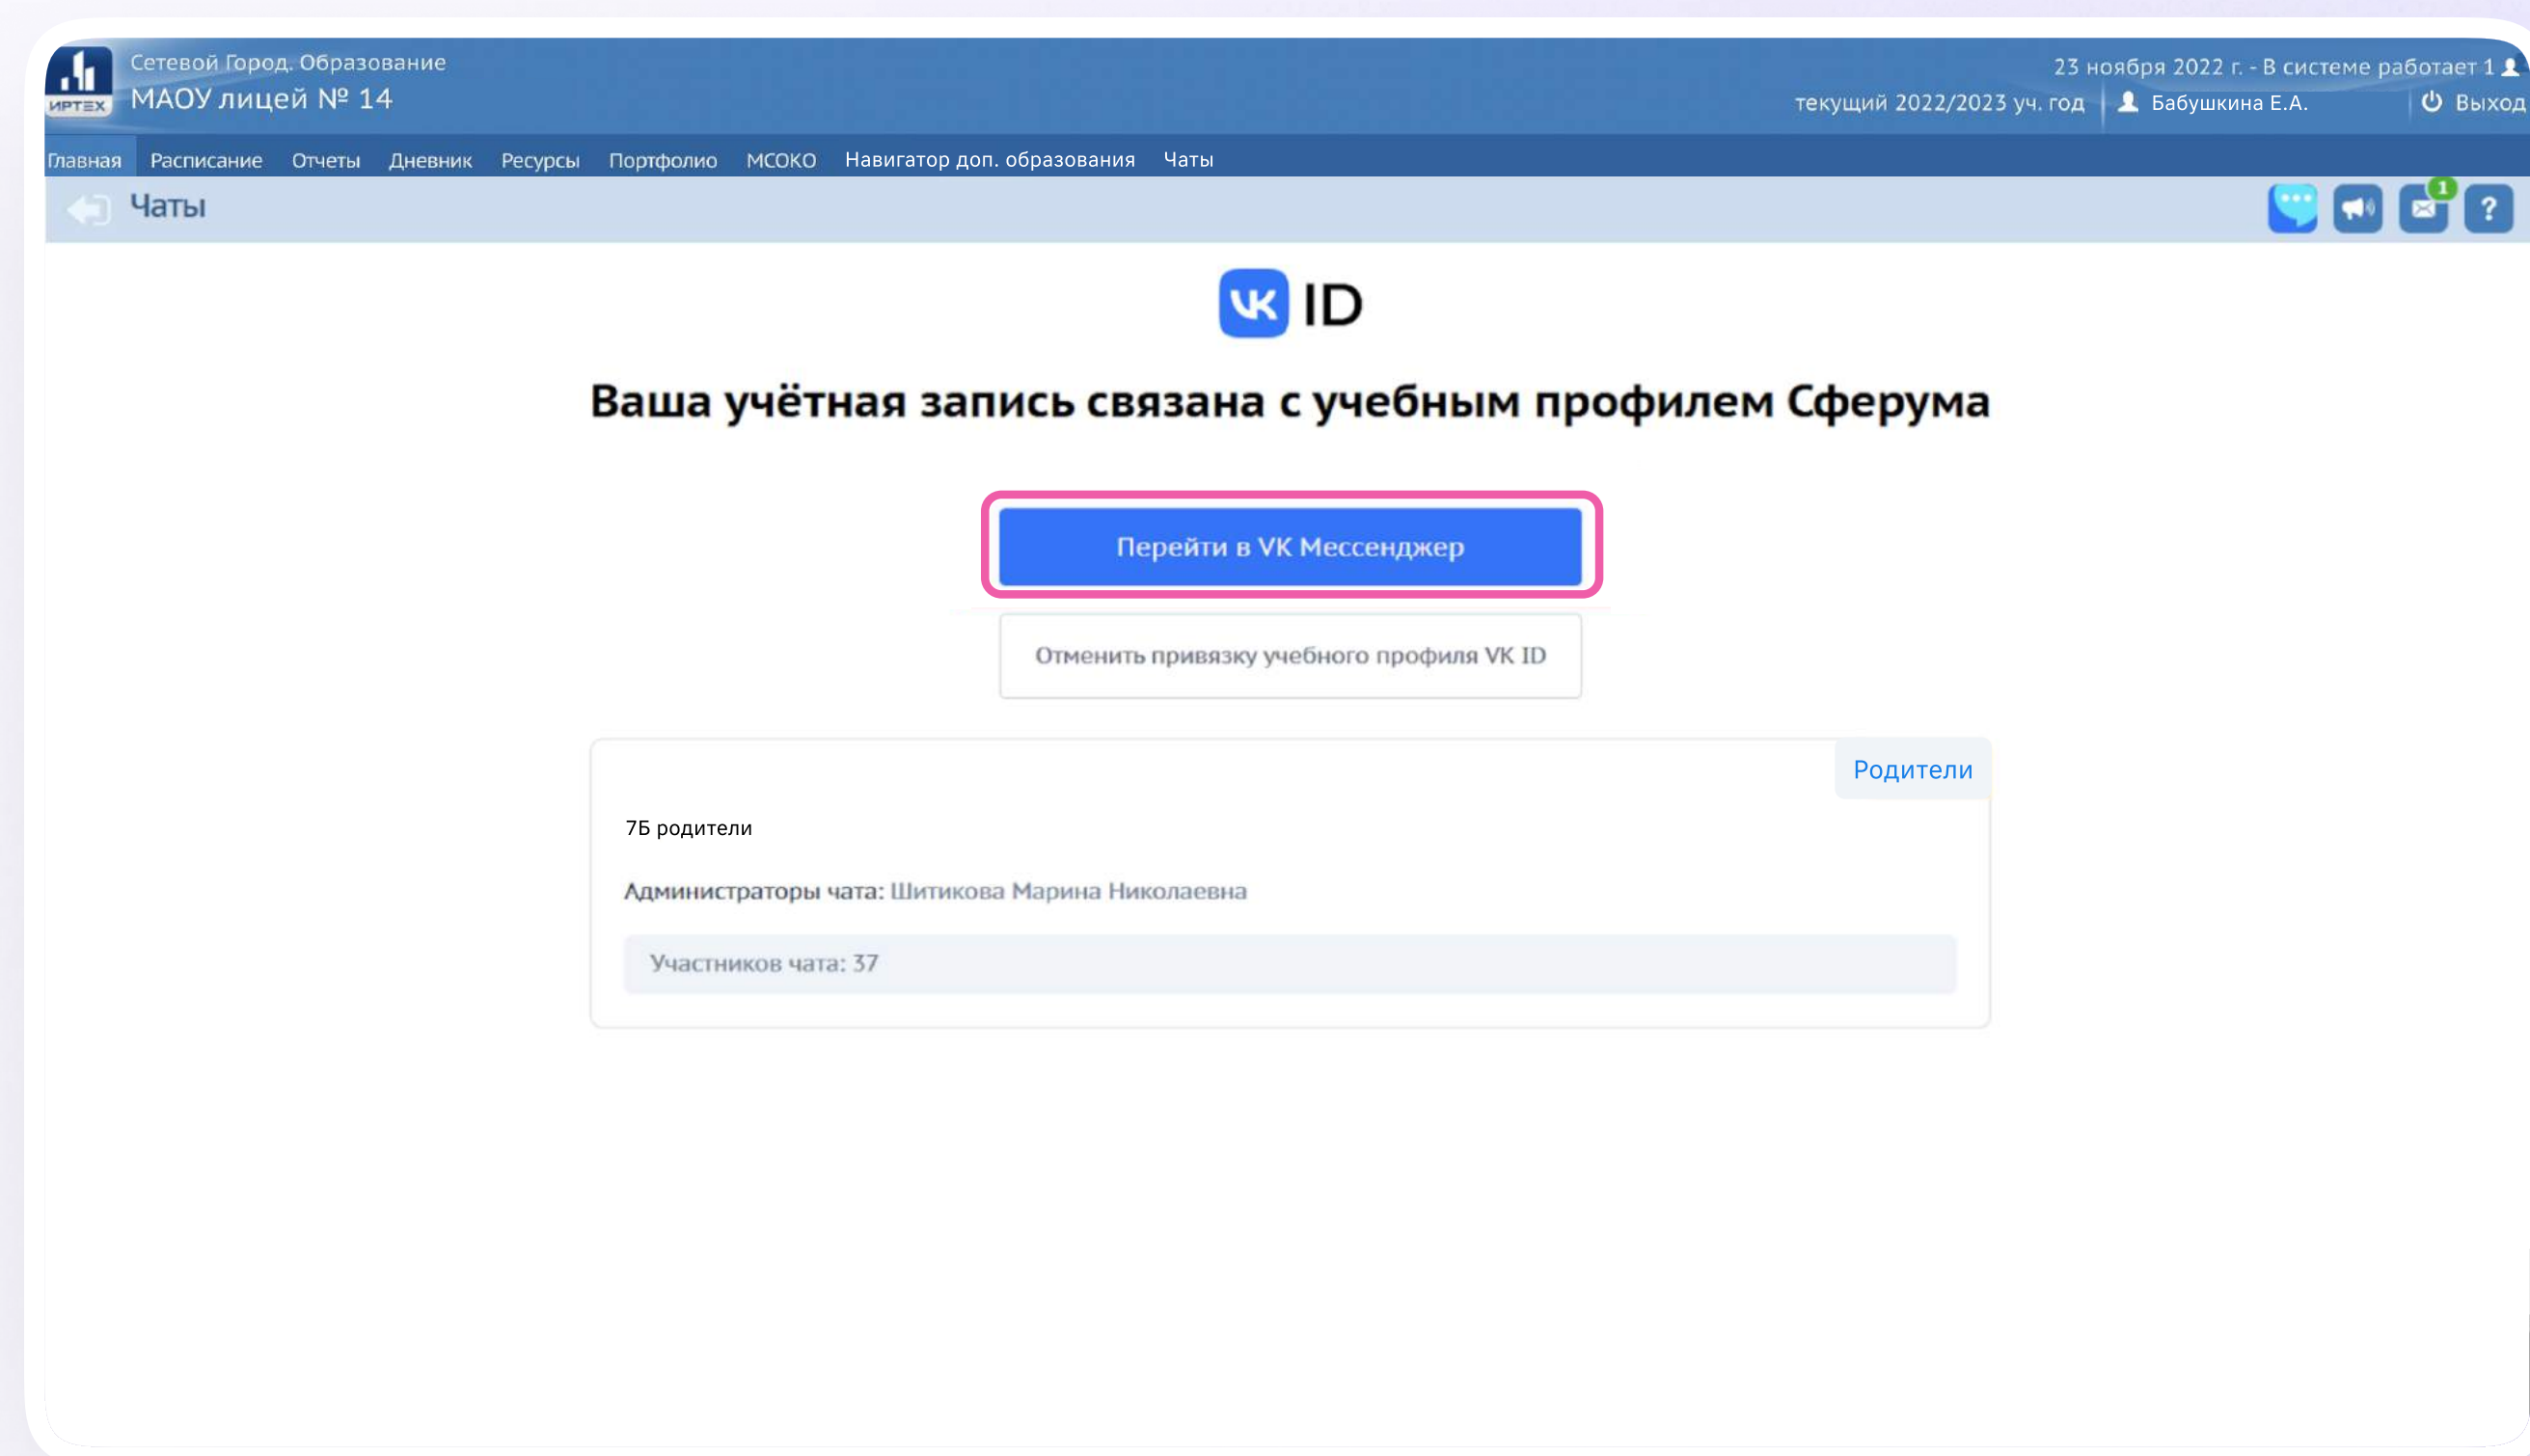 Сетевой Город. Образование
23 ноября 2022 г. - В системе работает 1
ИРТЕХ
МАОУ лицей № 14
текущий 2022/2023 уч. год
Бабушкина Е.А.
Выход
Главная Расписание Отчеты Дневник Ресурсы Портфолио МСОКО Навигатор доп. образования Чаты
Чаты
1
?
VK ID
Ваша учётная запись связана с учебным профилем Сферума
Перейти в VK Мессенджер
Отменить привязку учебного профиля VK ID
Родители
7Б родители
Администраторы чата: Шитикова Марина Николаевна
Участников чата: 37